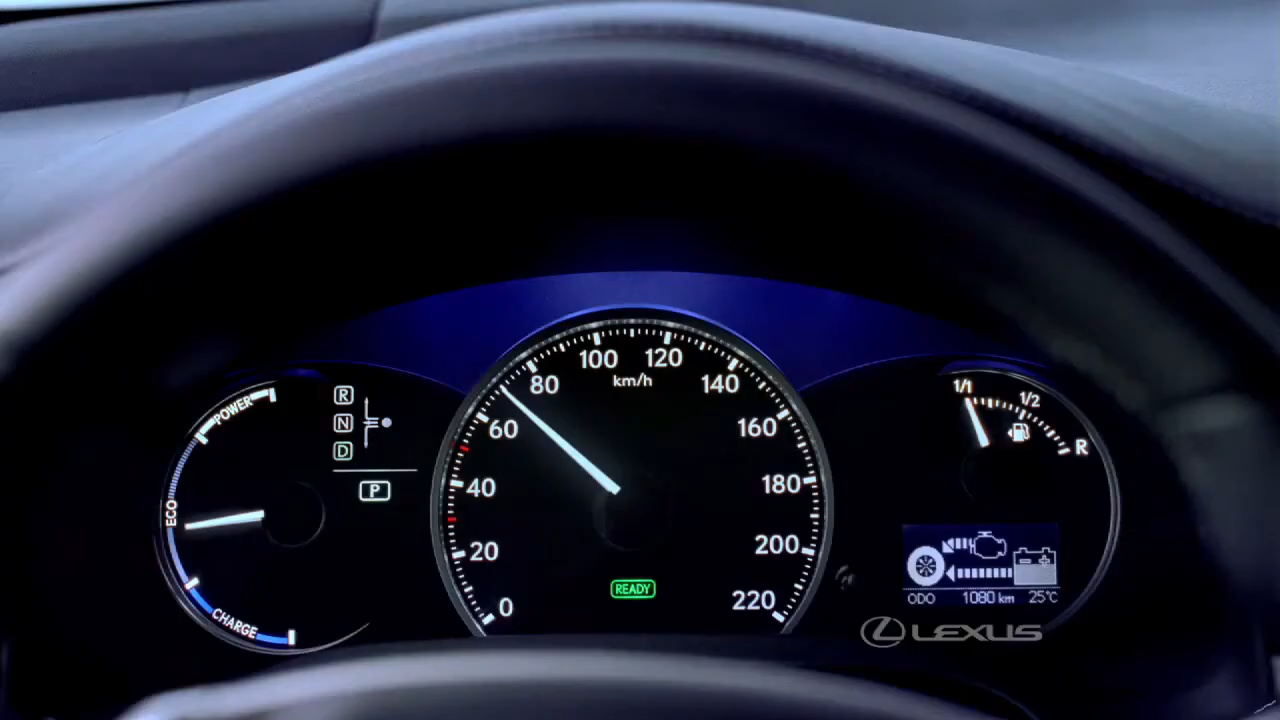 POWER
ECO
CHARGE
R
N
D
P
0
20
40
60
80
100
120
140
160
180
200
220
km/h
READY
1/1
1/2
R
ODO 1080 km 25°C
LEXUS